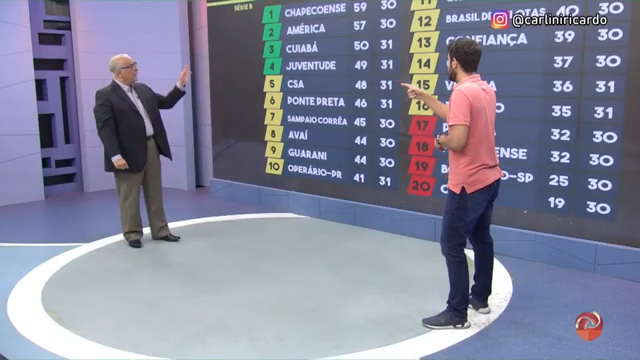 SÉRIE B
@carliniricardo
1 CHAPECOENSE 59 30
2 AMÉRICA 57 30
3 CUIABÁ 50 31
4 JUVENTUDE 49 31
5 CSA 48 31
6 PONTE PRETA 46 31
7 SAMPAIO CORRÊA 45 30
8 AVAÍ 44 30
9 GUARANI 44 30
10 OPERÁRIO-PR 41 31
11 30
12 BRASIL DE 40 30
13 CONFIANÇA 39 30
14 37 30
15 36 31
16 35 31
17 32 30
18 ENSE 32 30
19 -SP 25 30
20 19 30